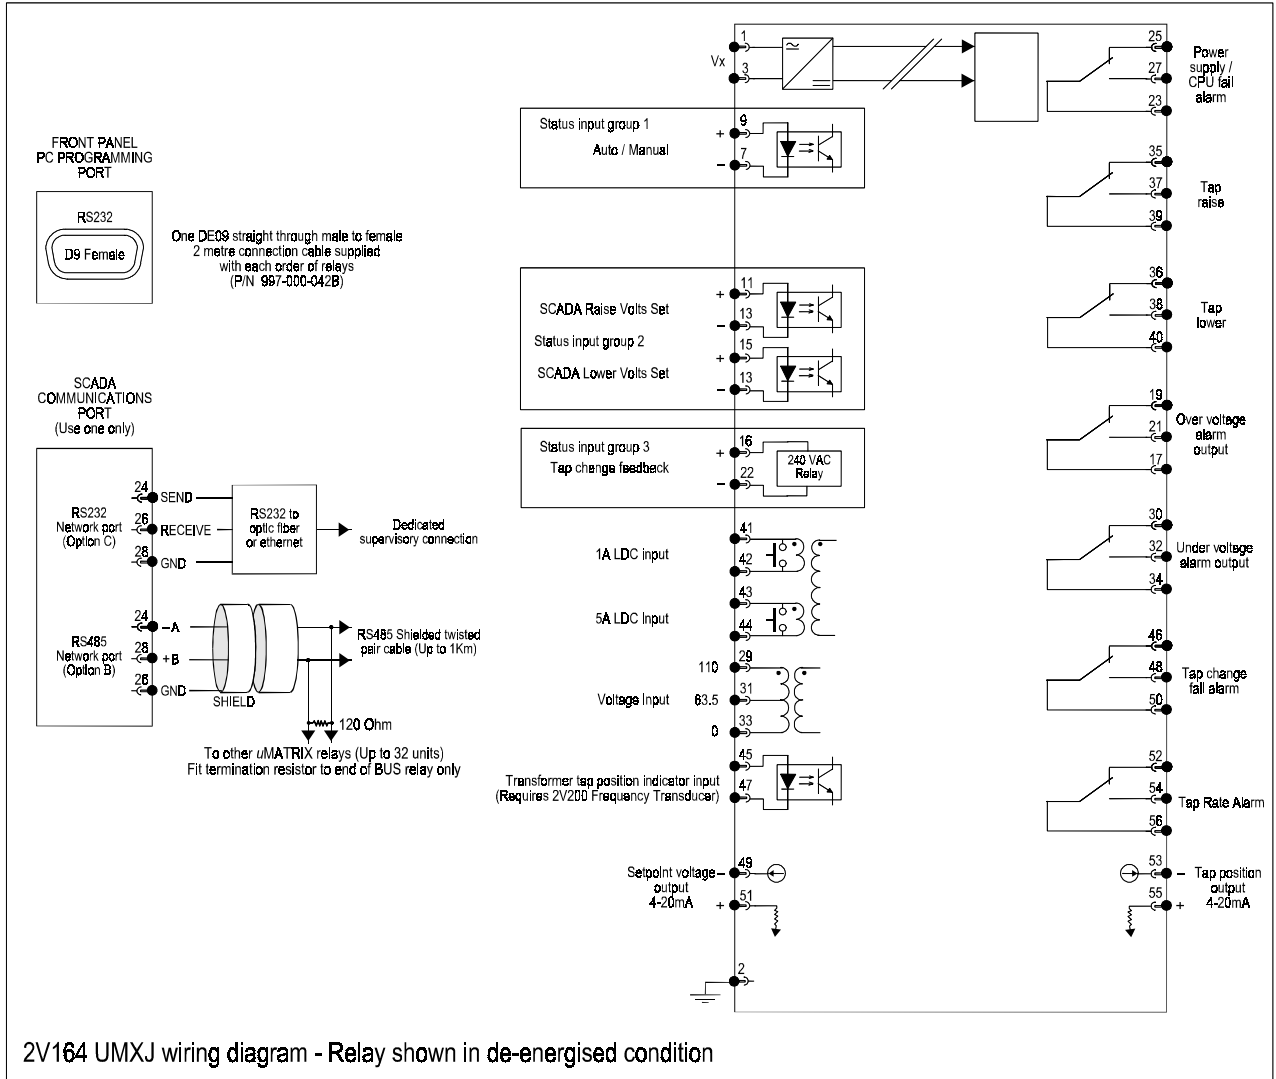 FRONT PANEL
PC PROGRAMMING
PORT
RS232
D9 Female
One DE09 straight through male to female
2 metre connection cable supplied
with each order of relays
(P/N 997-000-042B)
SCADA
COMMUNICATIONS
PORT
(Use one only)
RS232
Network port
(Option C)
24
SEND
26
RECEIVE
28
GND
RS232 to
optic fiber
or ethernet
Dedicated
supervisory connection
RS485
Network port
(Option B)
24
–A
28
+B
26
GND
SHIELD
RS485 Shielded twisted
pair cable (Up to 1Km)
120 Ohm
To other uMATRIX relays (Up to 32 units)
Fit termination resistor to end of BUS relay only
Vx
1
3
Status input group 1
Auto / Manual
+ 9
– 7
SCADA Raise Volts Set
Status input group 2
SCADA Lower Volts Set
+ 11
– 13
+ 15
– 13
Status input group 3
Tap change feedback
+ 16
– 22
240 VAC
Relay
1A LDC input
41
42
5A LDC Input
43
44
Voltage Input
110 29
63.5 31
0 33
Transformer tap position indicator input
(Requires 2V200 Frequency Transducer)
45
47
Setpoint voltage
output
4-20mA
– 49
+ 51
2
25
27
23
Power
supply /
CPU fail
alarm
35
37
39
Tap
raise
36
38
40
Tap
lower
19
21
17
Over voltage
alarm
output
30
32
34
Under voltage
alarm output
46
48
50
Tap change
fail alarm
52
54
56
Tap Rate Alarm
53 –
55 +
Tap position
output
4-20mA
2V164 UMXJ wiring diagram - Relay shown in de-energised condition